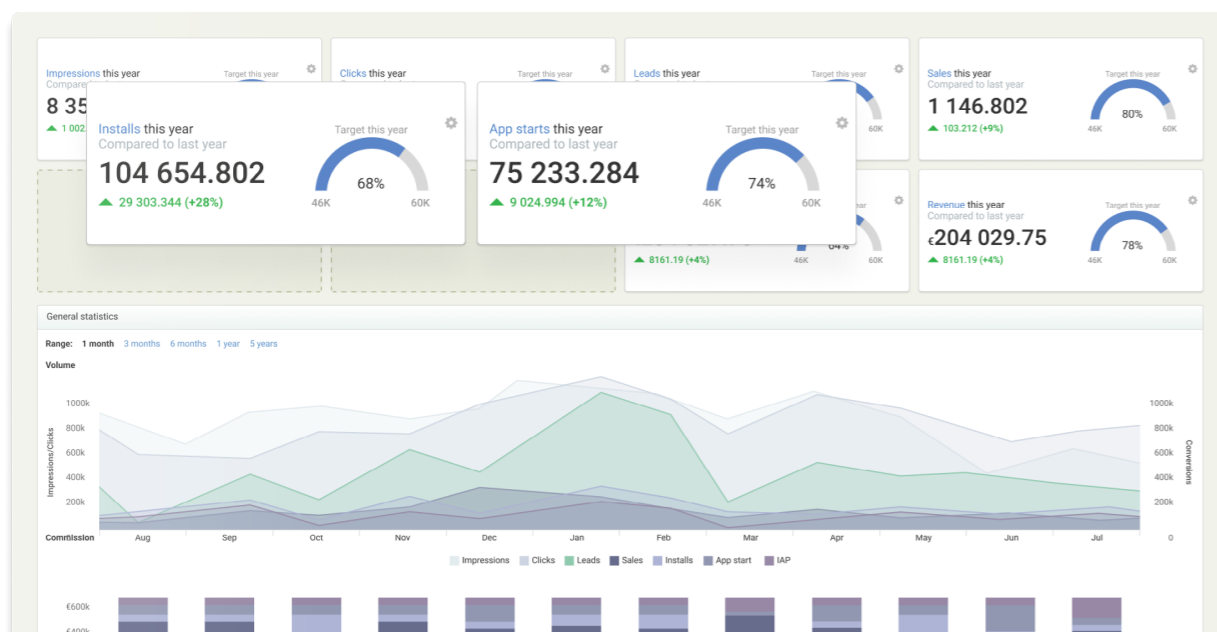 Impressions this year
Target this year
8 35
1 002
Clicks this year
Target this year
Leads this year
Target this year
60K
Sales this year
Compared to last year
1 146.802
103.212 (+9%)
Target this year
80%
46K
60K
Installs this year
Compared to last year
104 654.802
29 303.344 (+28%)
Target this year
68%
46K
60K
App starts this year
Compared to last year
75 233.284
9 024.994 (+12%)
Target this year
74%
46K
60K
8161.19 (+4%)
64%
46K
60K
Revenue this year
Compared to last year
€204 029.75
8161.19 (+4%)
Target this year
78%
46K
60K
General statistics
Range: 1 month 3 months 6 months 1 year 5 years
Volume
Impressions/Clicks
1000k
800k
600k
400k
200k
1000k
800k
600k
400k
200k
0
Conversions
Commission
Aug Sep Oct Nov Dec Jan Feb Mar Apr May Jun Jul
Impressions Clicks Leads Sales Installs App start IAP
€600k
€400k